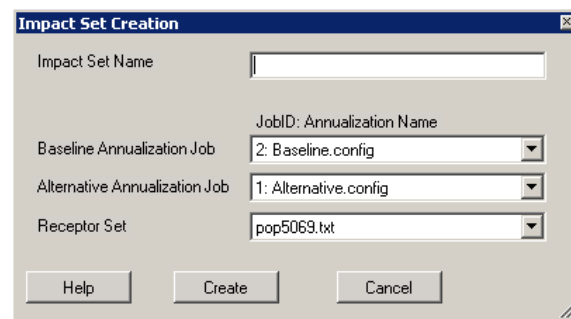 Impact Set Creation
Impact Set Name
JobID: Annualization Name
Baseline Annualization Job 2: Baseline.config
Alternative Annualization Job 1: Alternative.config
Receptor Set pop5069.txt
Help Create Cancel